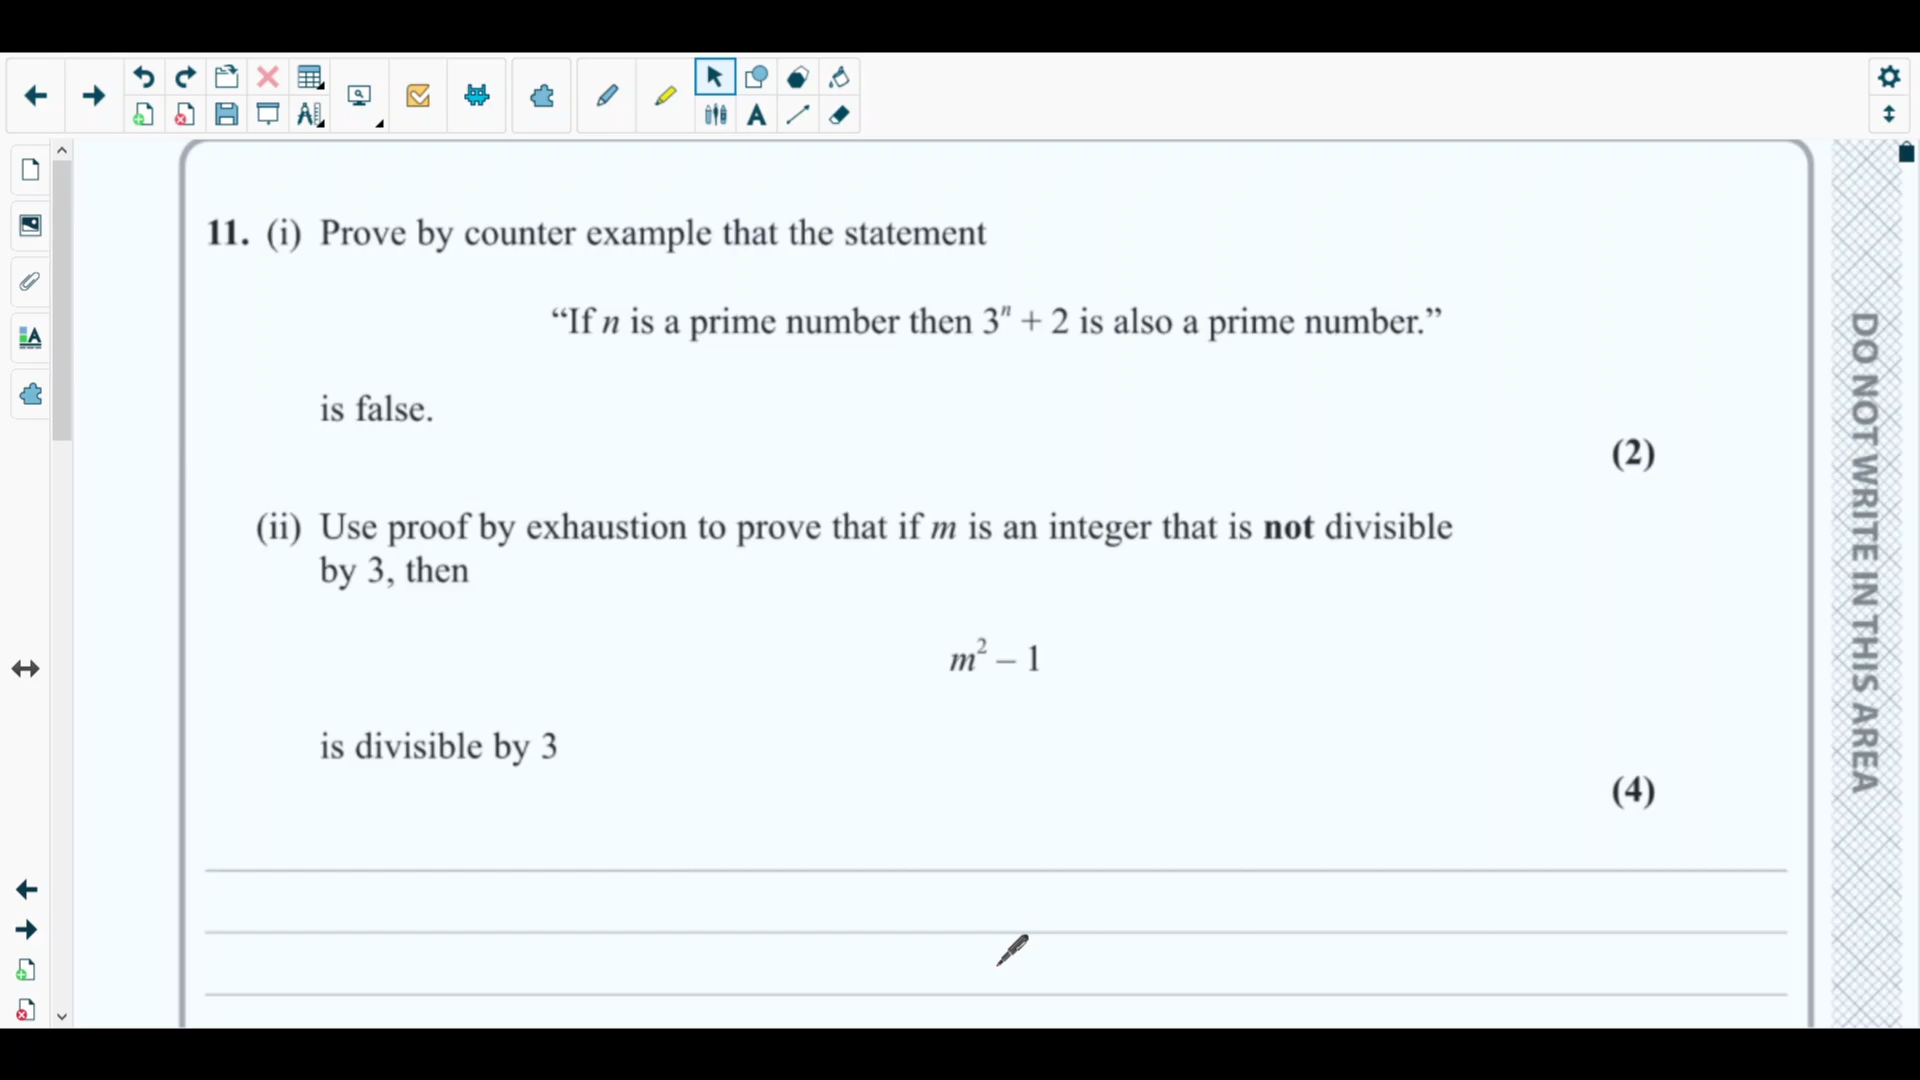 11. (i) Prove by counter example that the statement
“If n is a prime number then 3ⁿ + 2 is also a prime number.”
is false.
(2)
(ii) Use proof by exhaustion to prove that if m is an integer that is not divisible
by 3, then
m² – 1
is divisible by 3
(4)
DO NOT WRITE IN THIS AREA